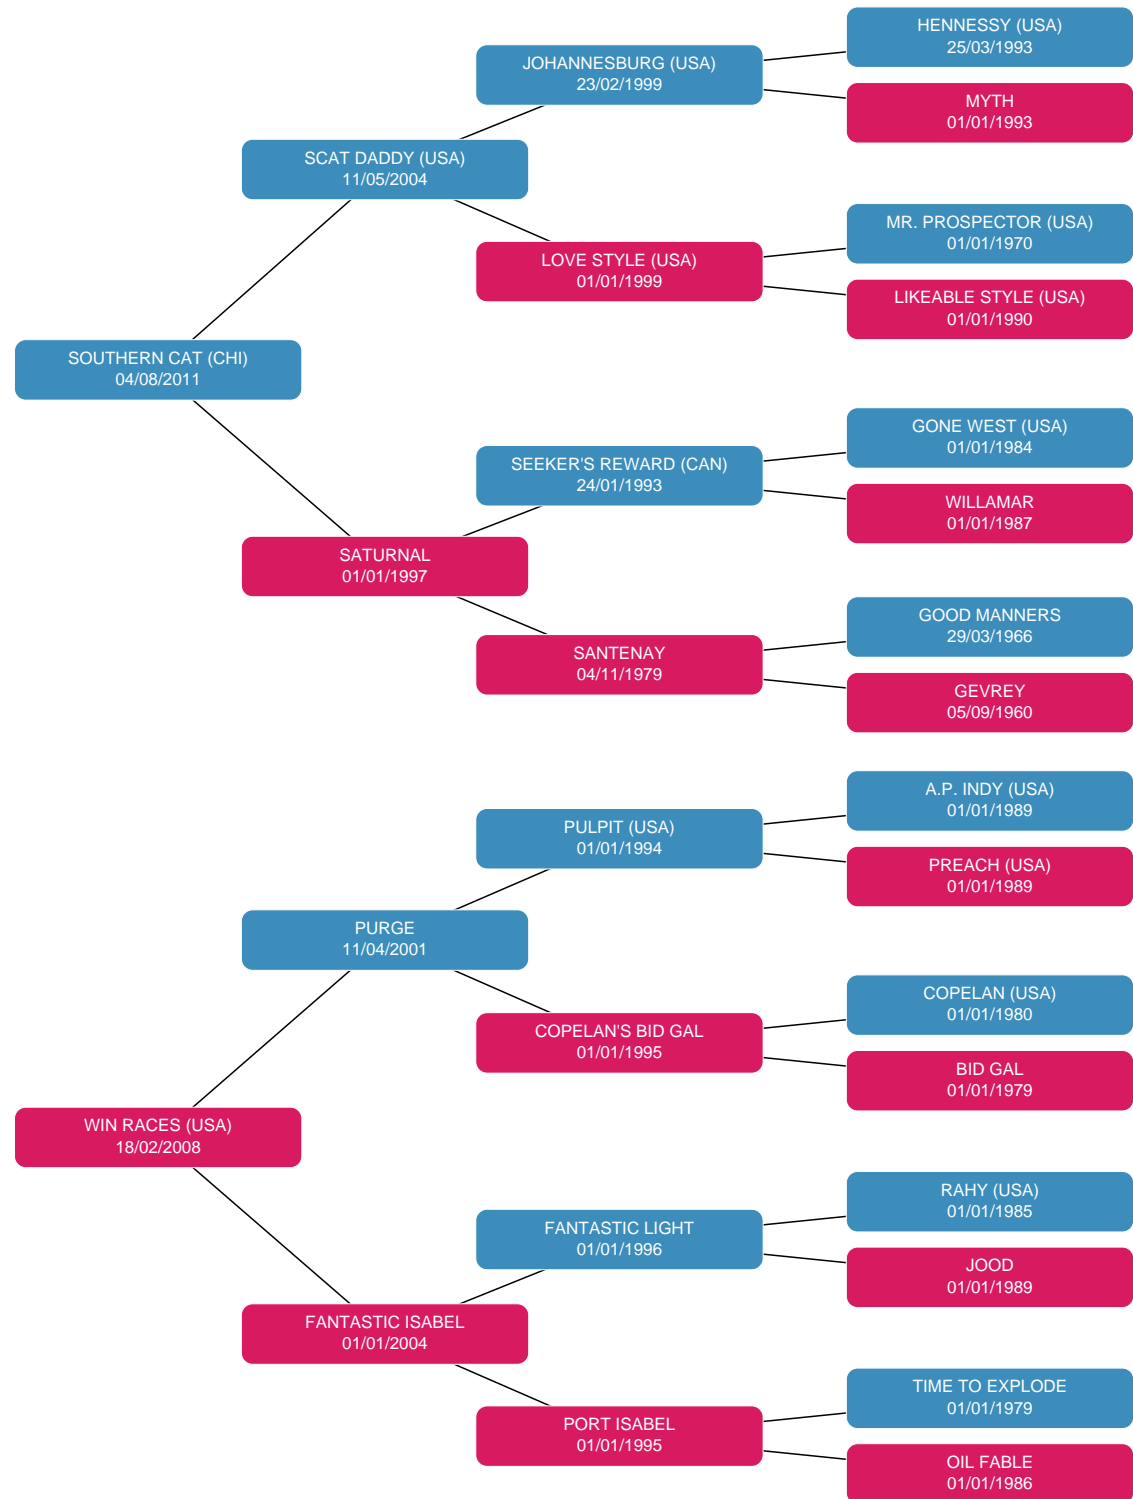 HENNESSY (USA)
25/03/1993
JOHANNESBURG (USA)
23/02/1999
MYTH
01/01/1993
SCAT DADDY (USA)
11/05/2004
MR. PROSPECTOR (USA)
01/01/1970
LOVE STYLE (USA)
01/01/1999
LIKEABLE STYLE (USA)
01/01/1990
SOUTHERN CAT (CHI)
04/08/2011
GONE WEST (USA)
01/01/1984
SEEKER'S REWARD (CAN)
24/01/1993
WILLAMAR
01/01/1987
SATURNAL
01/01/1997
GOOD MANNERS
29/03/1966
SANTENAY
04/11/1979
GEVREY
05/09/1960
A.P. INDY (USA)
01/01/1989
PULPIT (USA)
01/01/1994
PREACH (USA)
01/01/1989
PURGE
11/04/2001
COPELAN (USA)
01/01/1980
COPELAN'S BID GAL
01/01/1995
BID GAL
01/01/1979
WIN RACES (USA)
18/02/2008
RAHY (USA)
01/01/1985
FANTASTIC LIGHT
01/01/1996
JOOD
01/01/1989
FANTASTIC ISABEL
01/01/2004
TIME TO EXPLODE
01/01/1979
PORT ISABEL
01/01/1995
OIL FABLE
01/01/1986